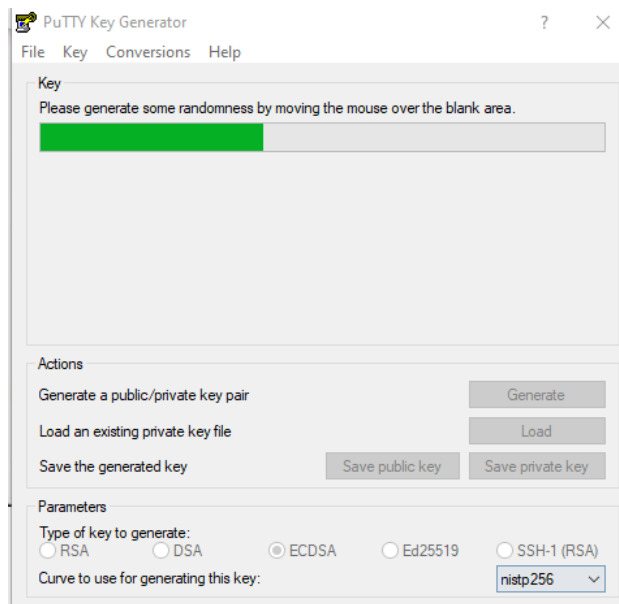 PuTTY Key Generator ?
File Key Conversions Help
Key
Please generate some randomness by moving the mouse over the blank area.
Actions
Generate a public/private key pair Generate
Load an existing private key file Load
Save the generated key Save public key Save private key
Parameters
Type of key to generate:
RSA DSA ECDSA Ed25519 SSH-1 (RSA)
Curve to use for generating this key: nistp256